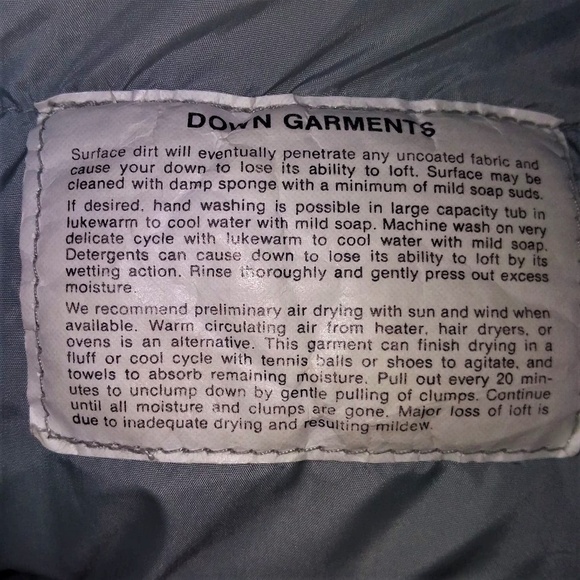 DOWN GARMENTS
Surface dirt will eventually penetrate any uncoated fabric and
cause your down to lose its ability to loft. Surface may be
cleaned with damp sponge with a minimum of mild soap suds.
If desired, hand washing is possible in large capacity tub in
lukewarm to cool water with mild soap. Machine wash on very
delicate cycle with lukewarm to cool water with mild soap.
Detergents can cause down to lose its ability to loft by its
wetting action. Rinse thoroughly and gently press out excess
moisture.
We recommend preliminary air drying with sun and wind when
available. Warm circulating air from heater, hair dryers, or
ovens is an alternative. This garment can finish drying in a
fluff or cool cycle with tennis balls or shoes to agitate, and
towels to absorb remaining moisture. Pull out every 20 min-
utes to unclump down by gentle pulling of clumps. Continue
until all moisture and clumps are gone. Major loss of loft is
due to inadequate drying and resulting mildew.